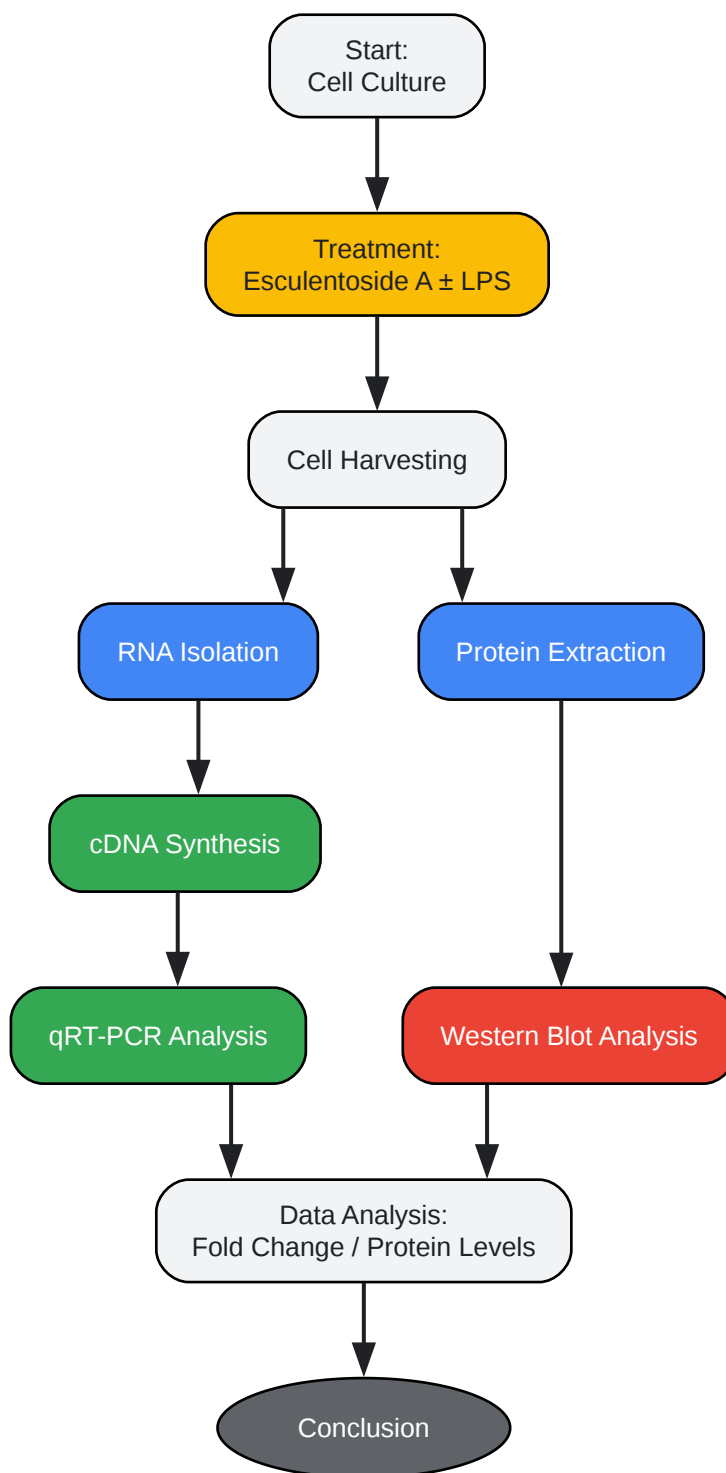 Start:
Cell Culture
Treatment:
Esculentoside A ± LPS
Cell Harvesting
RNA Isolation
Protein Extraction
cDNA Synthesis
qRT-PCR Analysis
Western Blot Analysis
Data Analysis:
Fold Change / Protein Levels
Conclusion